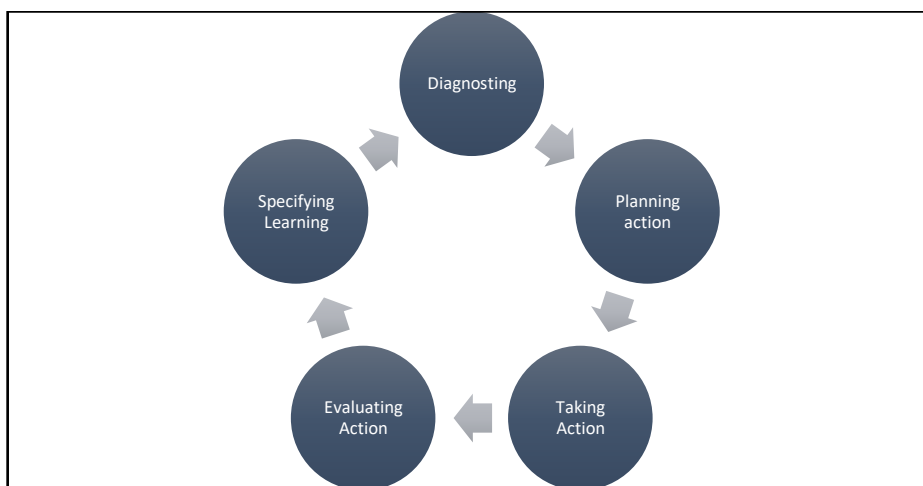 Diagnosting
Planning
action
Taking
Action
Evaluating
Action
Specifying
Learning